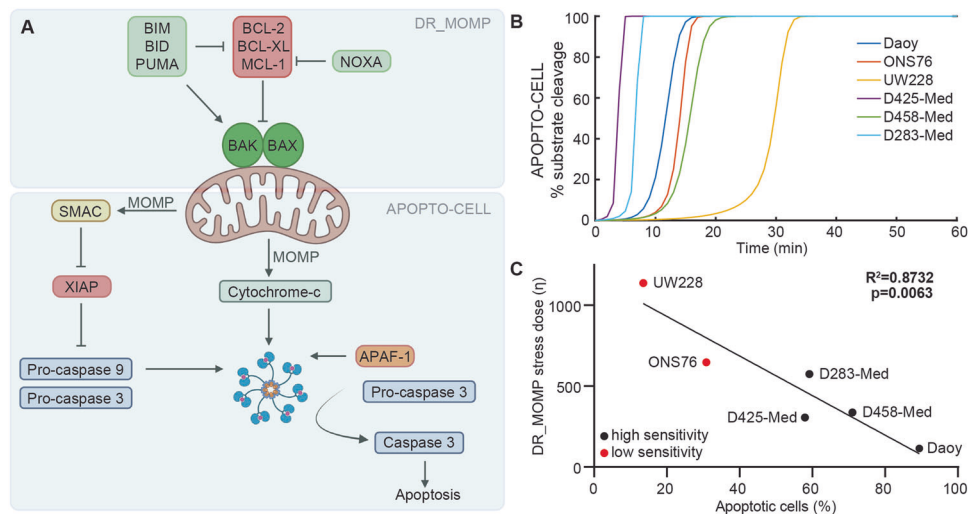 A
DR_MOMP
BIM
BID
PUMA
BCL-2
BCL-XL
MCL-1
NOXA
BAK
BAX
APOPTO-CELL
SMAC
MOMP
MOMP
XIAP
Cytochrome-c
APAF-1
Pro-caspase 9
Pro-caspase 3
Pro-caspase 3
Caspase 3
Apoptosis
B
APOPTO-CELL
% substrate cleavage
100
80
60
40
20
0
0
10
20
30
40
50
60
Time (min)
Daoy
ONS76
UW228
D425-Med
D458-Med
D283-Med
C
DR_MOMP stress dose (η)
1000
500
0
0
20
40
60
80
100
Apoptotic cells (%)
R²=0.8732
p=0.0063
UW228
ONS76
D283-Med
D425-Med
D458-Med
Daoy
high sensitivity
low sensitivity